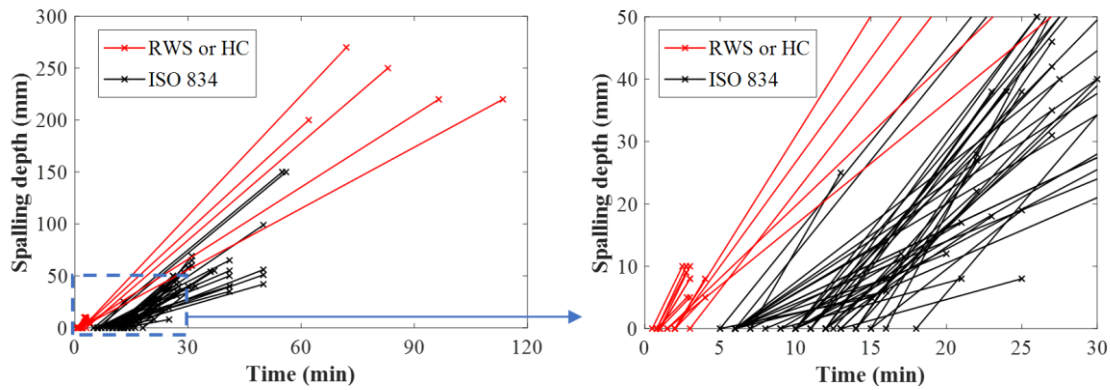 300
250
200
150
100
50
0
0 30 60 90 120
Spalling depth (mm)
Time (min)
RWS or HC
ISO 834
50
40
30
20
10
0
0 5 10 15 20 25 30
Spalling depth (mm)
Time (min)
RWS or HC
ISO 834